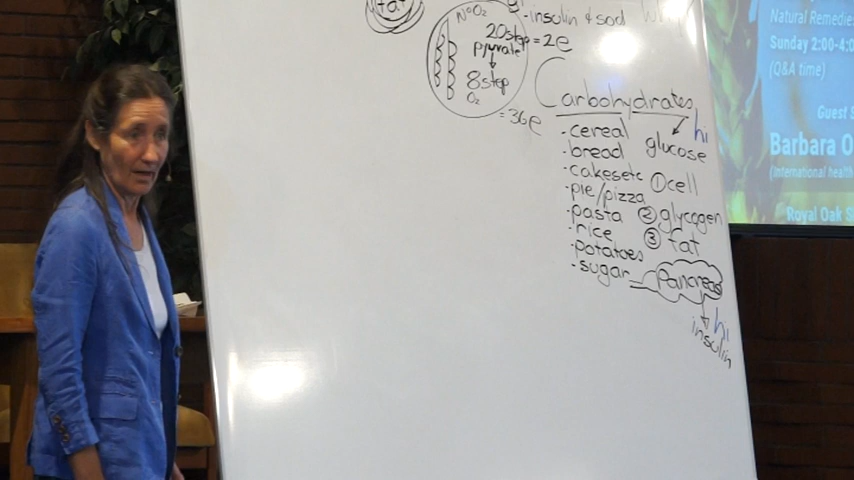 fat
-insulin & sod
N°O₂
20step = 2e
pyruvate
8step
O₂
= 36e
Carbohydrates
·cereal
·bread
·cakes etc
·pie/pizza
·pasta
·rice
·potatoes
·sugar
hi
glucose
① cell
② glycogen
③ fat
Pancreas
hi
insulin
Natural Remedies
Sunday 2:00-4:0
(Q&A time)
Guest S
Barbara O
(International health
Royal Oak S